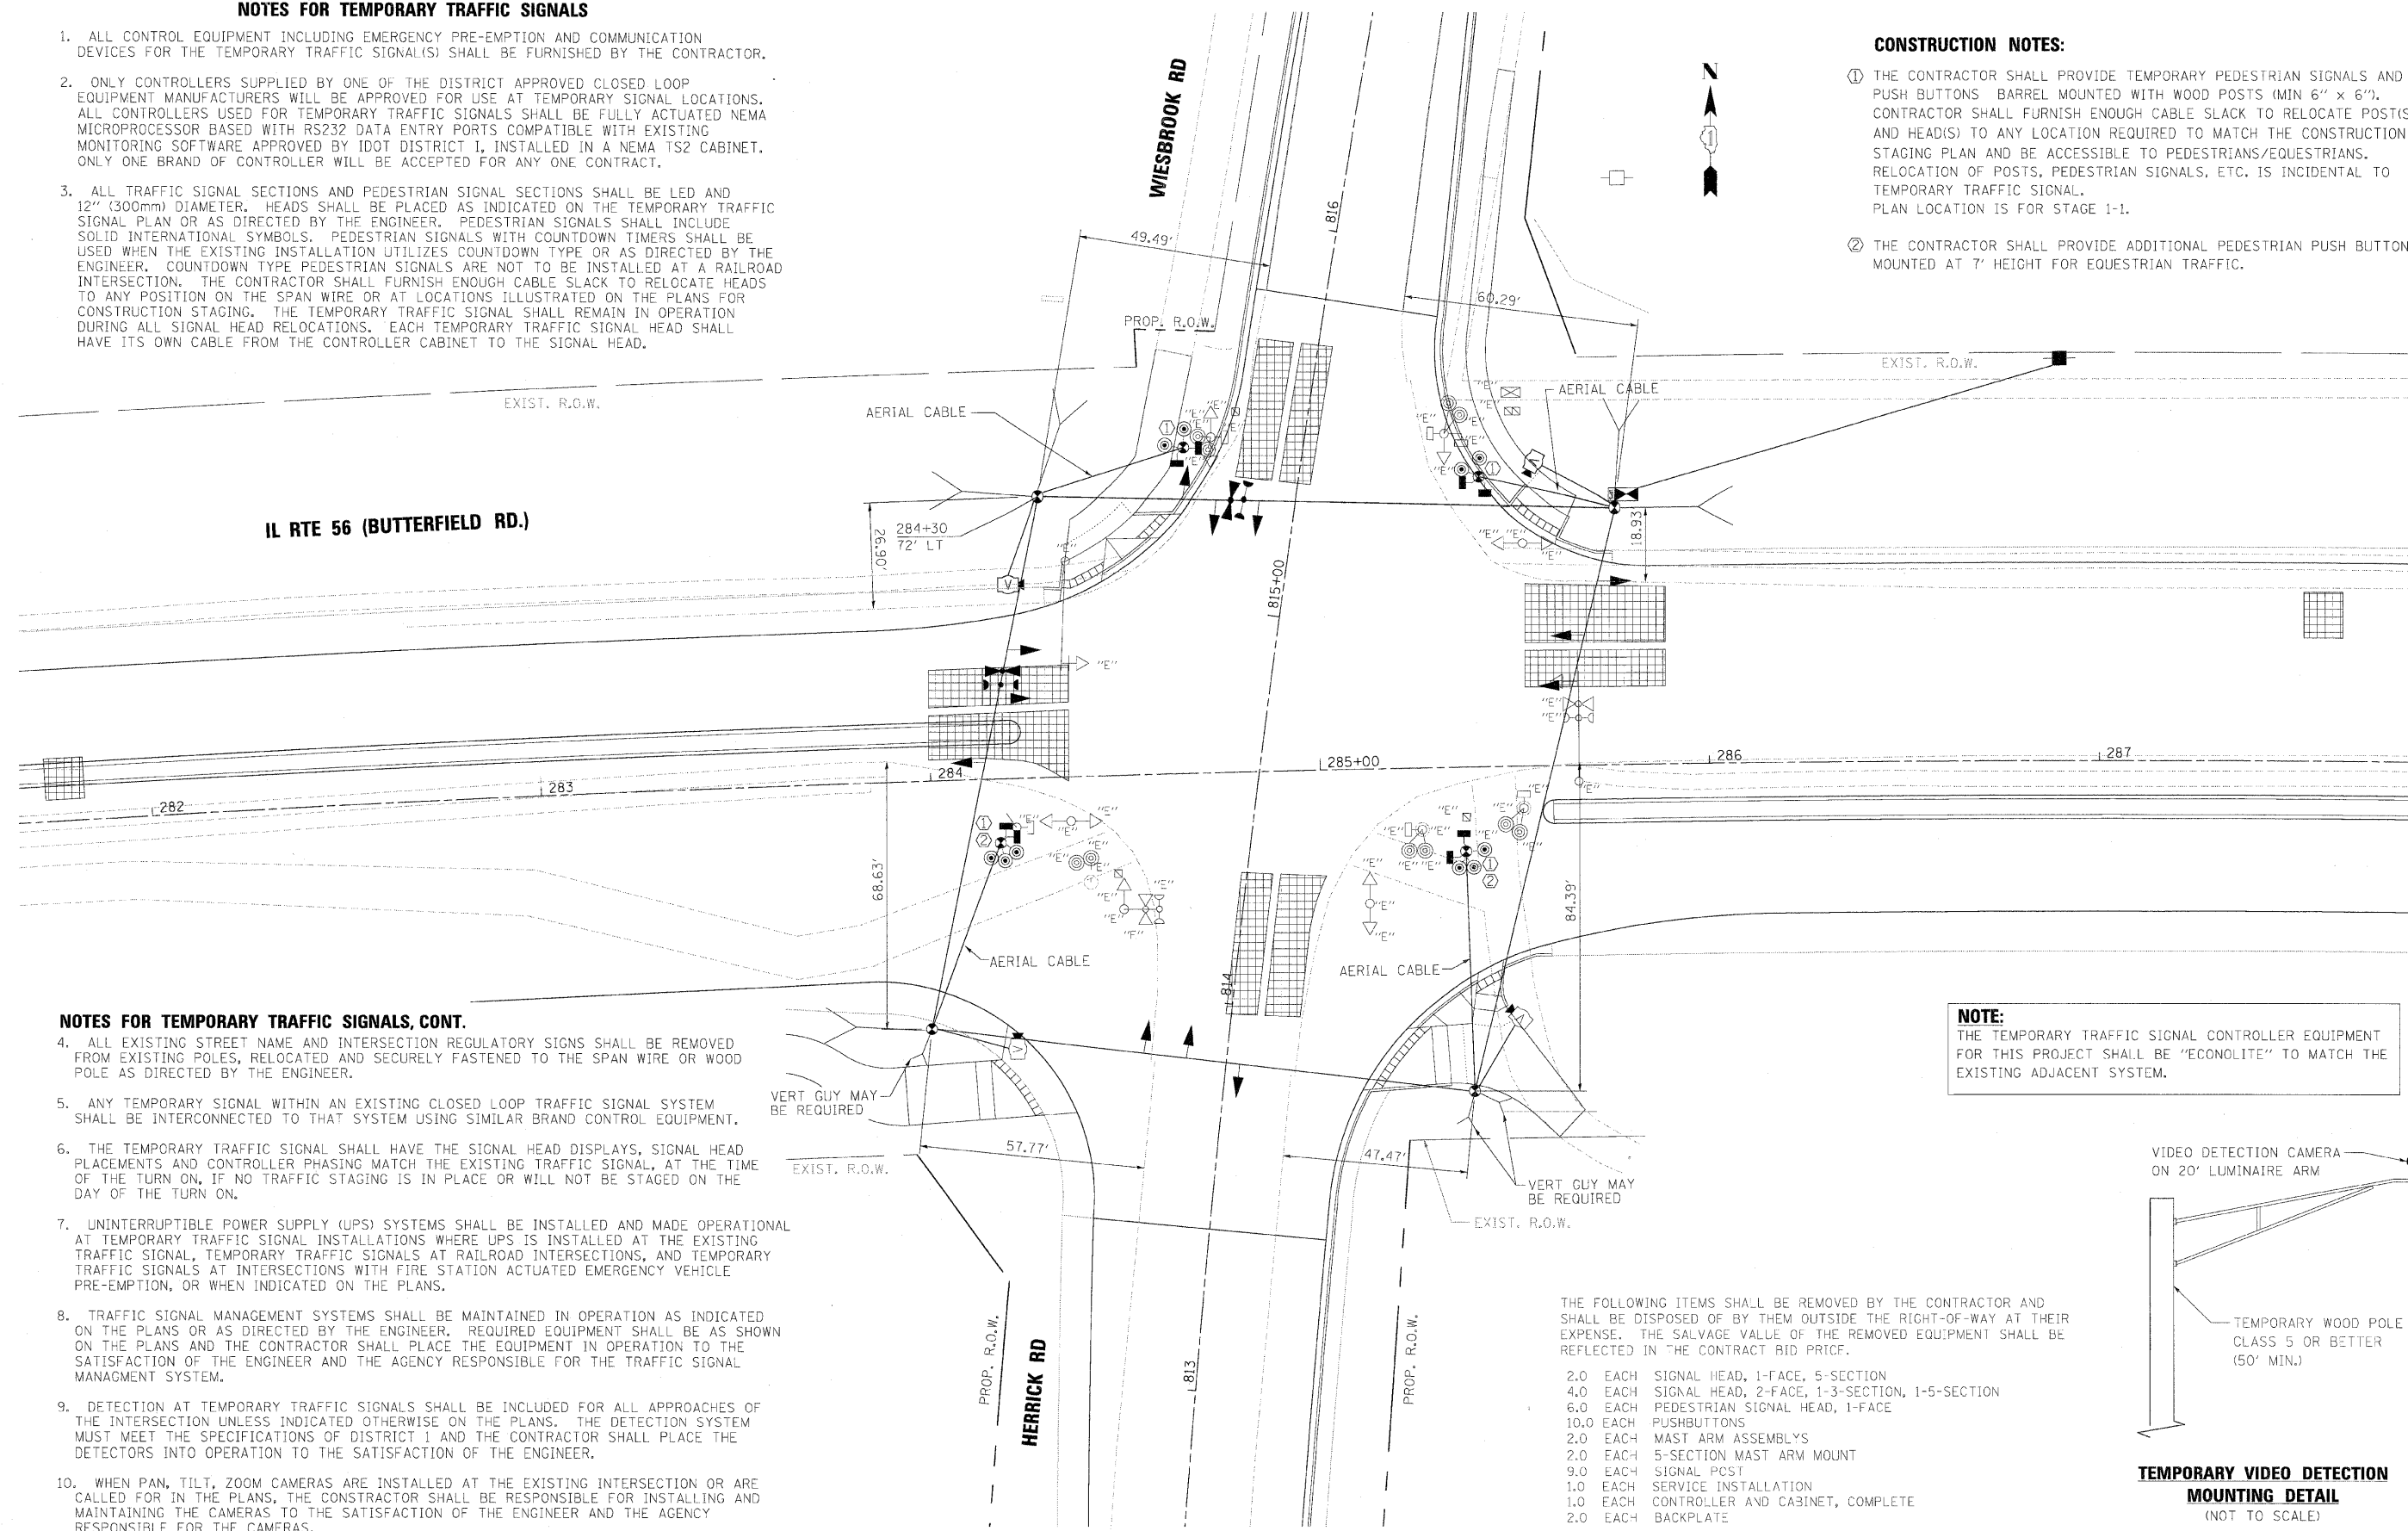 NOTES FOR TEMPORARY TRAFFIC SIGNALS
1. ALL CONTROL EQUIPMENT INCLUDING EMERGENCY PRE-EMPTION AND COMMUNICATION
DEVICES FOR THE TEMPORARY TRAFFIC SIGNAL(S) SHALL BE FURNISHED BY THE CONTRACTOR.
2. ONLY CONTROLLERS SUPPLIED BY ONE OF THE DISTRICT APPROVED CLOSED LOOP
EQUIPMENT MANUFACTURERS WILL BE APPROVED FOR USE AT TEMPORARY SIGNAL LOCATIONS.
ALL CONTROLLERS USED FOR TEMPORARY TRAFFIC SIGNALS SHALL BE FULLY ACTUATED NEMA
MICROPROCESSOR BASED WITH RS232 DATA ENTRY PORTS COMPATIBLE WITH EXISTING
MONITORING SOFTWARE APPROVED BY IDOT DISTRICT I, INSTALLED IN A NEMA TS2 CABINET.
ONLY ONE BRAND OF CONTROLLER WILL BE ACCEPTED FOR ANY ONE CONTRACT.
3. ALL TRAFFIC SIGNAL SECTIONS AND PEDESTRIAN SIGNAL SECTIONS SHALL BE LED AND
12" (300mm) DIAMETER. HEADS SHALL BE PLACED AS INDICATED ON THE TEMPORARY TRAFFIC
SIGNAL PLAN OR AS DIRECTED BY THE ENGINEER. PEDESTRIAN SIGNALS SHALL INCLUDE
SOLID INTERNATIONAL SYMBOLS. PEDESTRIAN SIGNALS WITH COUNTDOWN TIMERS SHALL BE
USED WHEN THE EXISTING INSTALLATION UTILIZES COUNTDOWN TYPE OR AS DIRECTED BY THE
ENGINEER. COUNTDOWN TYPE PEDESTRIAN SIGNALS ARE NOT TO BE INSTALLED AT A RAILROAD
INTERSECTION. THE CONTRACTOR SHALL FURNISH ENOUGH CABLE SLACK TO RELOCATE HEADS
TO ANY POSITION ON THE SPAN WIRE OR AT LOCATIONS ILLUSTRATED ON THE PLANS FOR
CONSTRUCTION STAGING. THE TEMPORARY TRAFFIC SIGNAL SHALL REMAIN IN OPERATION
DURING ALL SIGNAL HEAD RELOCATIONS. EACH TEMPORARY TRAFFIC SIGNAL HEAD SHALL
HAVE ITS OWN CABLE FROM THE CONTROLLER CABINET TO THE SIGNAL HEAD.
CONSTRUCTION NOTES:
1 THE CONTRACTOR SHALL PROVIDE TEMPORARY PEDESTRIAN SIGNALS AND
PUSH BUTTONS BARREL MOUNTED WITH WOOD POSTS (MIN 6" x 6").
CONTRACTOR SHALL FURNISH ENOUGH CABLE SLACK TO RELOCATE POST(S
AND HEAD(S) TO ANY LOCATION REQUIRED TO MATCH THE CONSTRUCTION
STAGING PLAN AND BE ACCESSIBLE TO PEDESTRIANS/EQUESTRIANS.
RELOCATION OF POSTS, PEDESTRIAN SIGNALS, ETC. IS INCIDENTAL TO
TEMPORARY TRAFFIC SIGNAL.
PLAN LOCATION IS FOR STAGE 1-1.
2 THE CONTRACTOR SHALL PROVIDE ADDITIONAL PEDESTRIAN PUSH BUTTON
MOUNTED AT 7' HEIGHT FOR EQUESTRIAN TRAFFIC.
N
WIESBROOK RD
816
49.49'
60.29'
PROP. R.O.W.
EXIST. R.O.W.
EXIST. R.O.W.
AERIAL CABLE
AERIAL CABLE
IL RTE 56 (BUTTERFIELD RD.)
284+30
72' LT
26.90'
18.93'
815+00
V
"E"
282
283
284
285+00
286
287
68.63'
84.39'
814
AERIAL CABLE
AERIAL CABLE
VERT GUY MAY
BE REQUIRED
EXIST. R.O.W.
57.77'
47.47'
VERT GUY MAY
BE REQUIRED
EXIST. R.O.W.
PROP. R.O.W.
HERRICK RD
813
PROP. R.O.W.
NOTES FOR TEMPORARY TRAFFIC SIGNALS, CONT.
4. ALL EXISTING STREET NAME AND INTERSECTION REGULATORY SIGNS SHALL BE REMOVED
FROM EXISTING POLES, RELOCATED AND SECURELY FASTENED TO THE SPAN WIRE OR WOOD
POLE AS DIRECTED BY THE ENGINEER.
5. ANY TEMPORARY SIGNAL WITHIN AN EXISTING CLOSED LOOP TRAFFIC SIGNAL SYSTEM
SHALL BE INTERCONNECTED TO THAT SYSTEM USING SIMILAR BRAND CONTROL EQUIPMENT.
6. THE TEMPORARY TRAFFIC SIGNAL SHALL HAVE THE SIGNAL HEAD DISPLAYS, SIGNAL HEAD
PLACEMENTS AND CONTROLLER PHASING MATCH THE EXISTING TRAFFIC SIGNAL, AT THE TIME
OF THE TURN ON, IF NO TRAFFIC STAGING IS IN PLACE OR WILL NOT BE STAGED ON THE
DAY OF THE TURN ON.
7. UNINTERRUPTIBLE POWER SUPPLY (UPS) SYSTEMS SHALL BE INSTALLED AND MADE OPERATIONAL
AT TEMPORARY TRAFFIC SIGNAL INSTALLATIONS WHERE UPS IS INSTALLED AT THE EXISTING
TRAFFIC SIGNAL, TEMPORARY TRAFFIC SIGNALS AT RAILROAD INTERSECTIONS, AND TEMPORARY
TRAFFIC SIGNALS AT INTERSECTIONS WITH FIRE STATION ACTUATED EMERGENCY VEHICLE
PRE-EMPTION, OR WHEN INDICATED ON THE PLANS.
8. TRAFFIC SIGNAL MANAGEMENT SYSTEMS SHALL BE MAINTAINED IN OPERATION AS INDICATED
ON THE PLANS OR AS DIRECTED BY THE ENGINEER. REQUIRED EQUIPMENT SHALL BE AS SHOWN
ON THE PLANS AND THE CONTRACTOR SHALL PLACE THE EQUIPMENT IN OPERATION TO THE
SATISFACTION OF THE ENGINEER AND THE AGENCY RESPONSIBLE FOR THE TRAFFIC SIGNAL
MANAGMENT SYSTEM.
9. DETECTION AT TEMPORARY TRAFFIC SIGNALS SHALL BE INCLUDED FOR ALL APPROACHES OF
THE INTERSECTION UNLESS INDICATED OTHERWISE ON THE PLANS. THE DETECTION SYSTEM
MUST MEET THE SPECIFICATIONS OF DISTRICT 1 AND THE CONTRACTOR SHALL PLACE THE
DETECTORS INTO OPERATION TO THE SATISFACTION OF THE ENGINEER.
10. WHEN PAN, TILT, ZOOM CAMERAS ARE INSTALLED AT THE EXISTING INTERSECTION OR ARE
CALLED FOR IN THE PLANS, THE CONSTRACTOR SHALL BE RESPONSIBLE FOR INSTALLING AND
MAINTAINING THE CAMERAS TO THE SATISFACTION OF THE ENGINEER AND THE AGENCY
RESPONSIBLE FOR THE CAMERAS.
NOTE:
THE TEMPORARY TRAFFIC SIGNAL CONTROLLER EQUIPMENT
FOR THIS PROJECT SHALL BE "ECONOLITE" TO MATCH THE
EXISTING ADJACENT SYSTEM.
THE FOLLOWING ITEMS SHALL BE REMOVED BY THE CONTRACTOR AND
SHALL BE DISPOSED OF BY THEM OUTSIDE THE RIGHT-OF-WAY AT THEIR
EXPENSE. THE SALVAGE VALUE OF THE REMOVED EQUIPMENT SHALL BE
REFLECTED IN THE CONTRACT BID PRICE.
2.0 EACH SIGNAL HEAD, 1-FACE, 5-SECTION
4.0 EACH SIGNAL HEAD, 2-FACE, 1-3-SECTION, 1-5-SECTION
6.0 EACH PEDESTRIAN SIGNAL HEAD, 1-FACE
10.0 EACH PUSHBUTTONS
2.0 EACH MAST ARM ASSEMBLYS
2.0 EACH 5-SECTION MAST ARM MOUNT
9.0 EACH SIGNAL POST
1.0 EACH SERVICE INSTALLATION
1.0 EACH CONTROLLER AND CABINET, COMPLETE
2.0 EACH BACKPLATE
VIDEO DETECTION CAMERA
ON 20' LUMINAIRE ARM
TEMPORARY WOOD POLE
CLASS 5 OR BETTER
(50' MIN.)
TEMPORARY VIDEO DETECTION
MOUNTING DETAIL
(NOT TO SCALE)